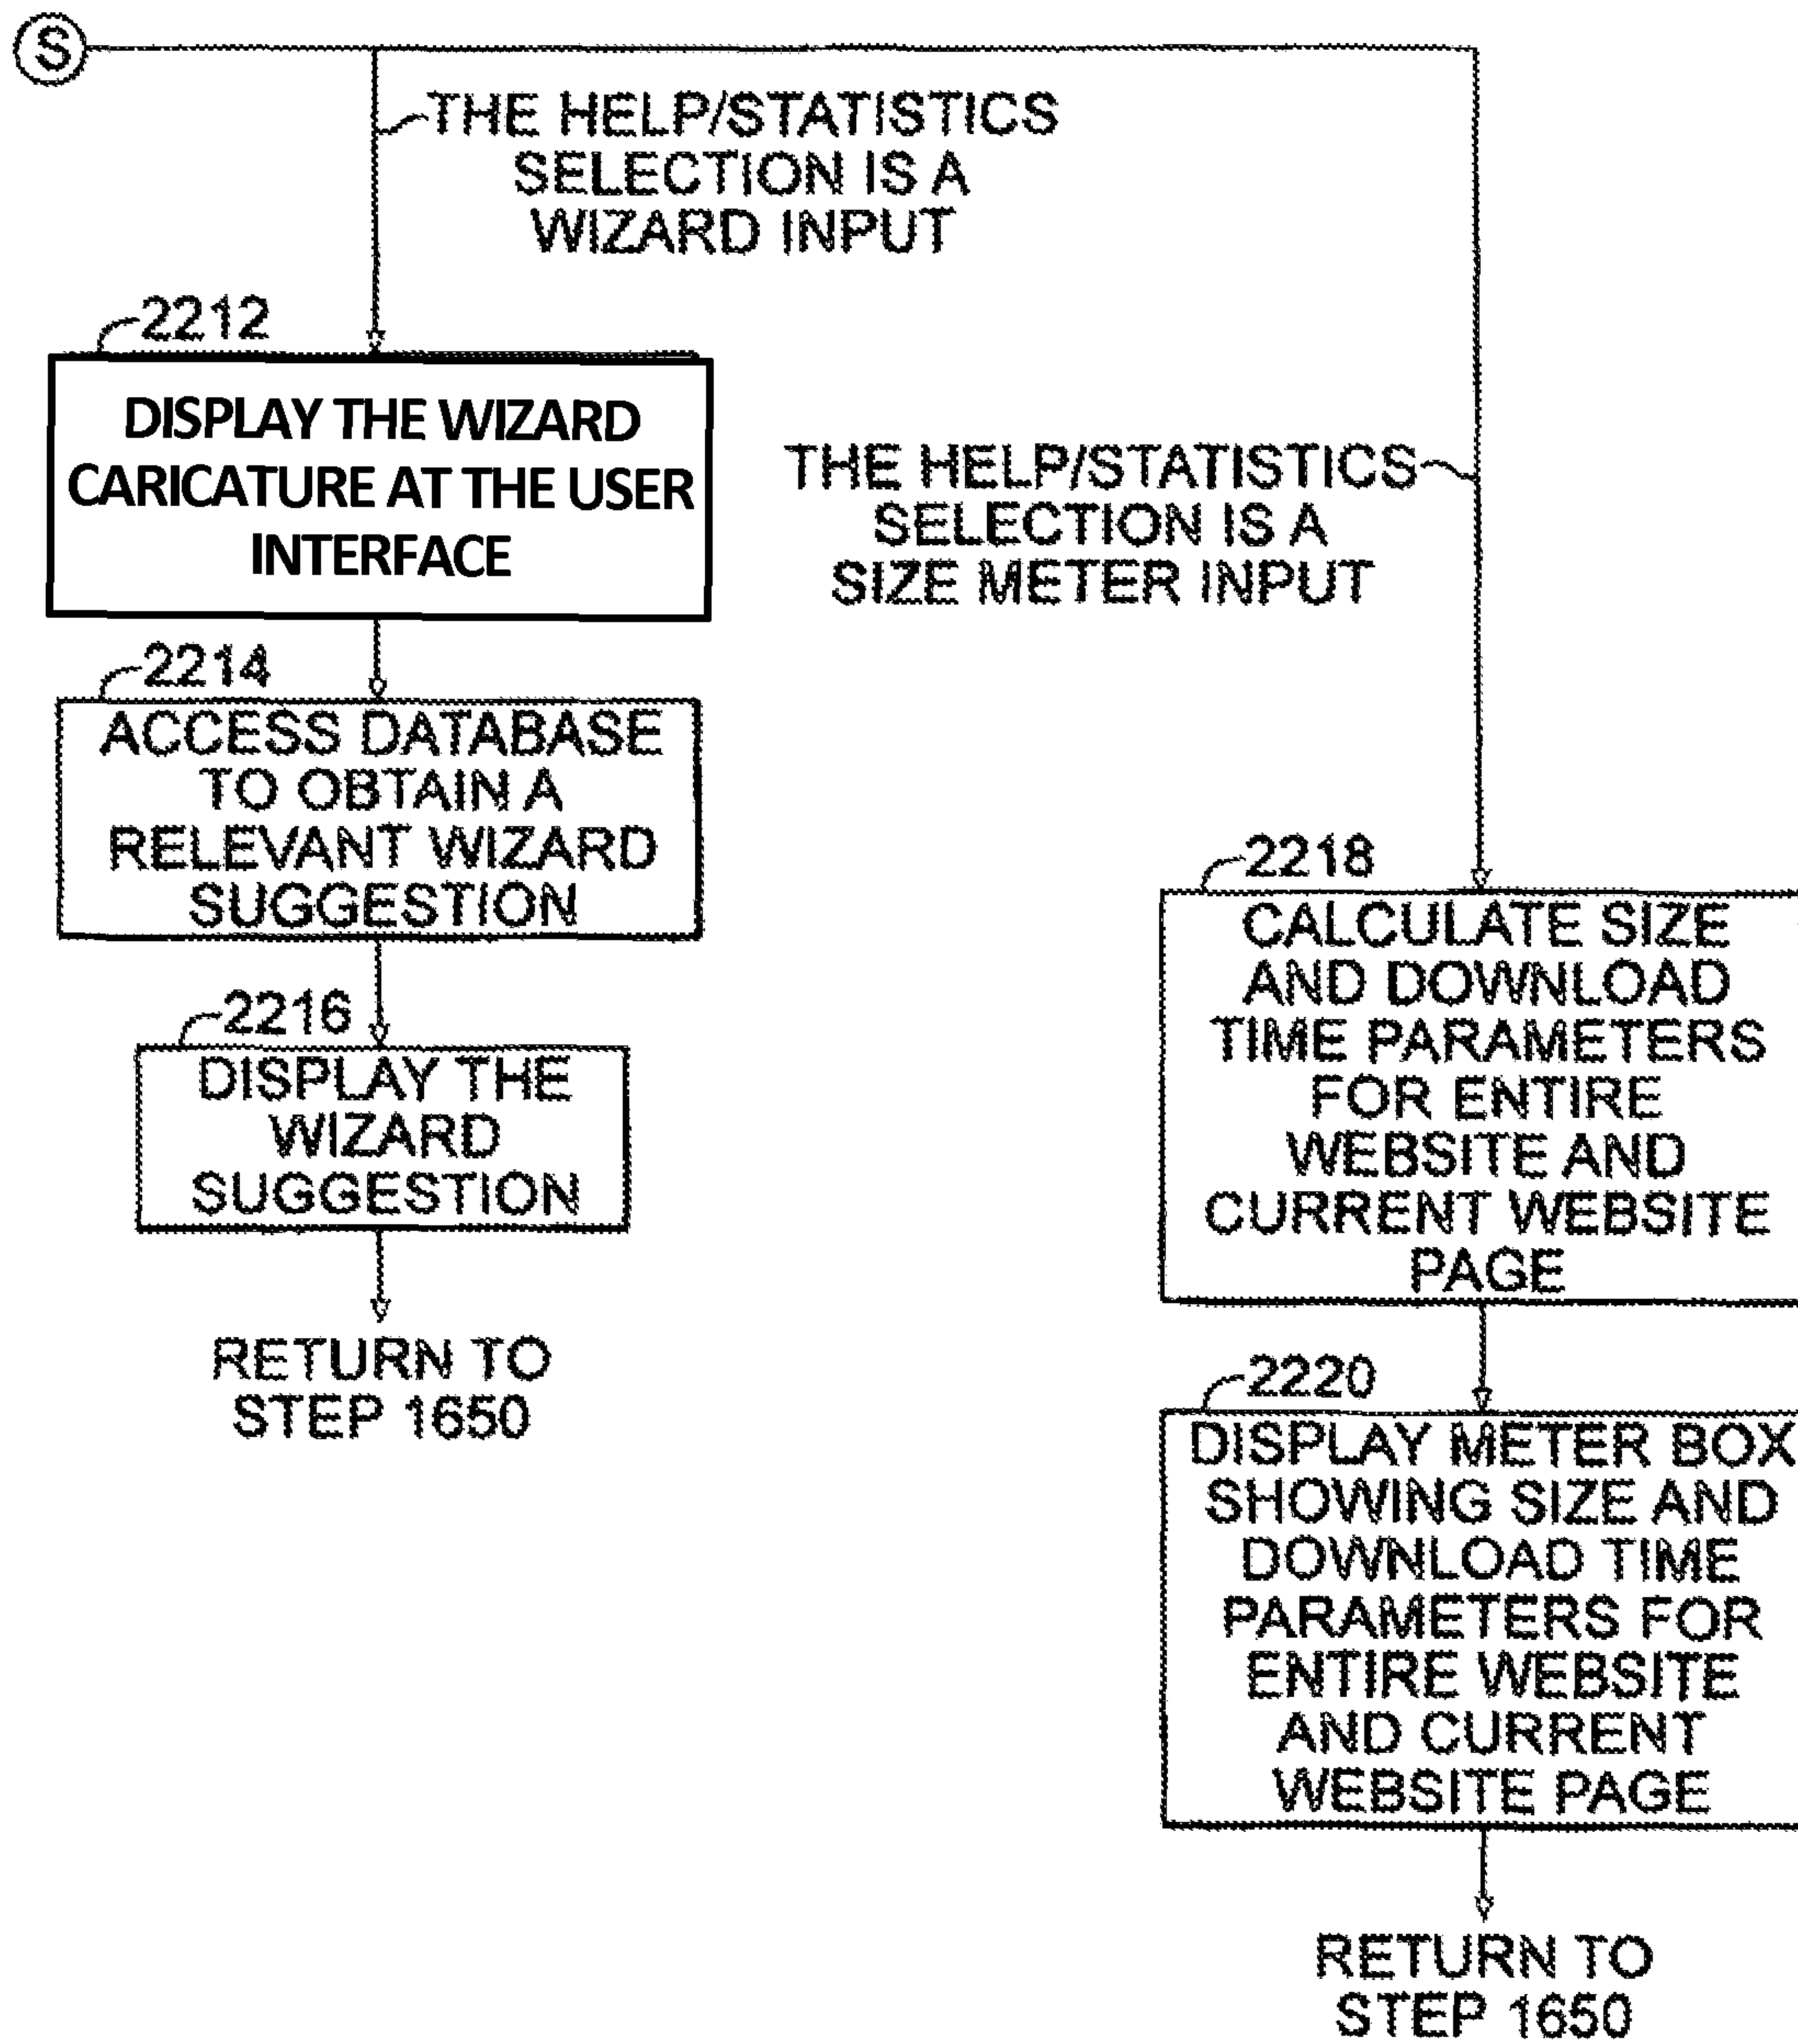 S
THE HELP/STATISTICS
SELECTION IS A
WIZARD INPUT
2212
DISPLAY THE WIZARD
CARICATURE AT THE USER
INTERFACE
2214
ACCESS DATABASE
TO OBTAIN A
RELEVANT WIZARD
SUGGESTION
2216
DISPLAY THE
WIZARD
SUGGESTION
RETURN TO
STEP 1650
THE HELP/STATISTICS
SELECTION IS A
SIZE METER INPUT
2218
CALCULATE SIZE
AND DOWNLOAD
TIME PARAMETERS
FOR ENTIRE
WEBSITE AND
CURRENT WEBSITE
PAGE
2220
DISPLAY METER BOX
SHOWING SIZE AND
DOWNLOAD TIME
PARAMETERS FOR
ENTIRE WEBSITE
AND CURRENT
WEBSITE PAGE
RETURN TO
STEP 1650